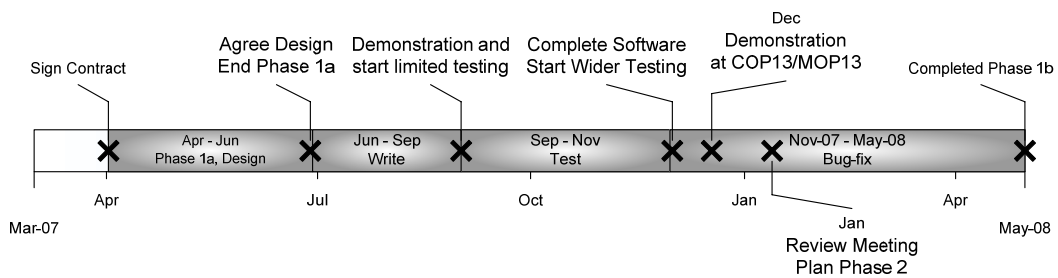 Dec
Demonstration
at COP13/MOP13
Agree Design
End Phase 1a
Demonstration and
start limited testing
Complete Software
Start Wider Testing
Sign Contract
Completed Phase 1b
Apr - Jun
Phase 1a, Design
Jun - Sep
Write
Sep - Nov
Test
Nov-07 - May-08
Bug-fix
Apr
Jul
Oct
Jan
Apr
Mar-07
May-08
Jan
Review Meeting
Plan Phase 2